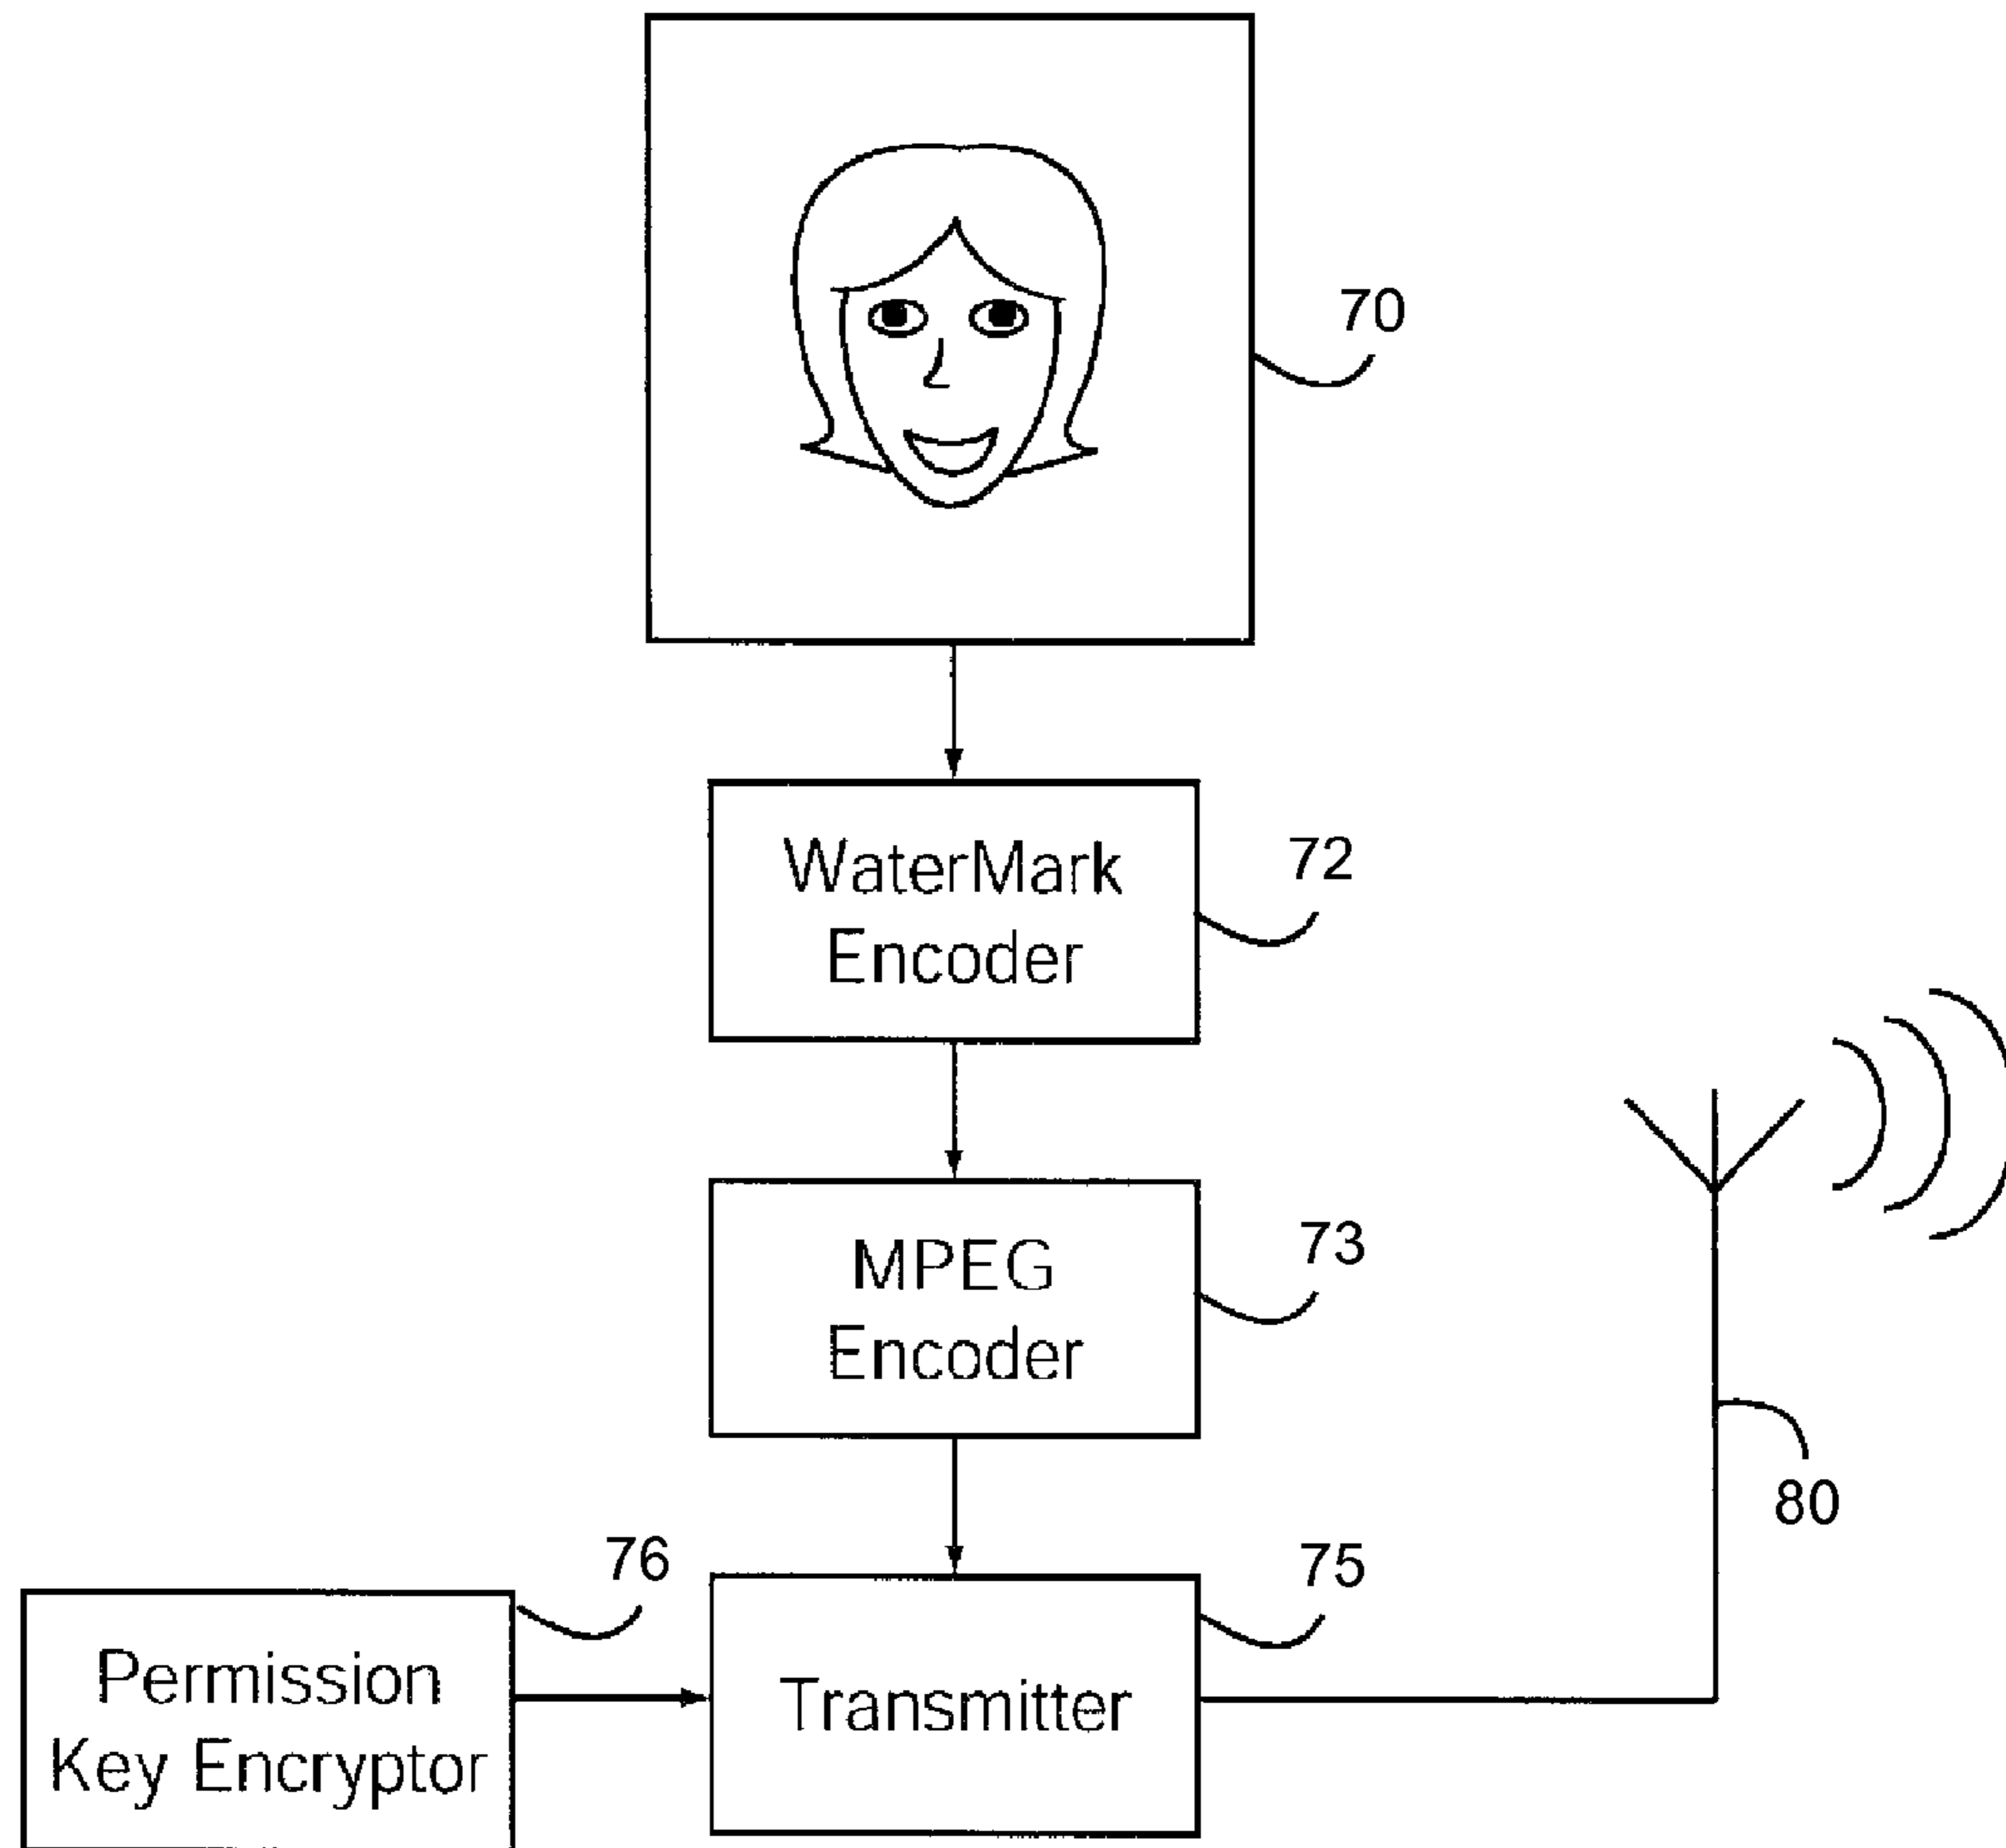 70
WaterMark
Encoder
72
MPEG
Encoder
73
80
76
75
Permission
Key Encryptor
Transmitter